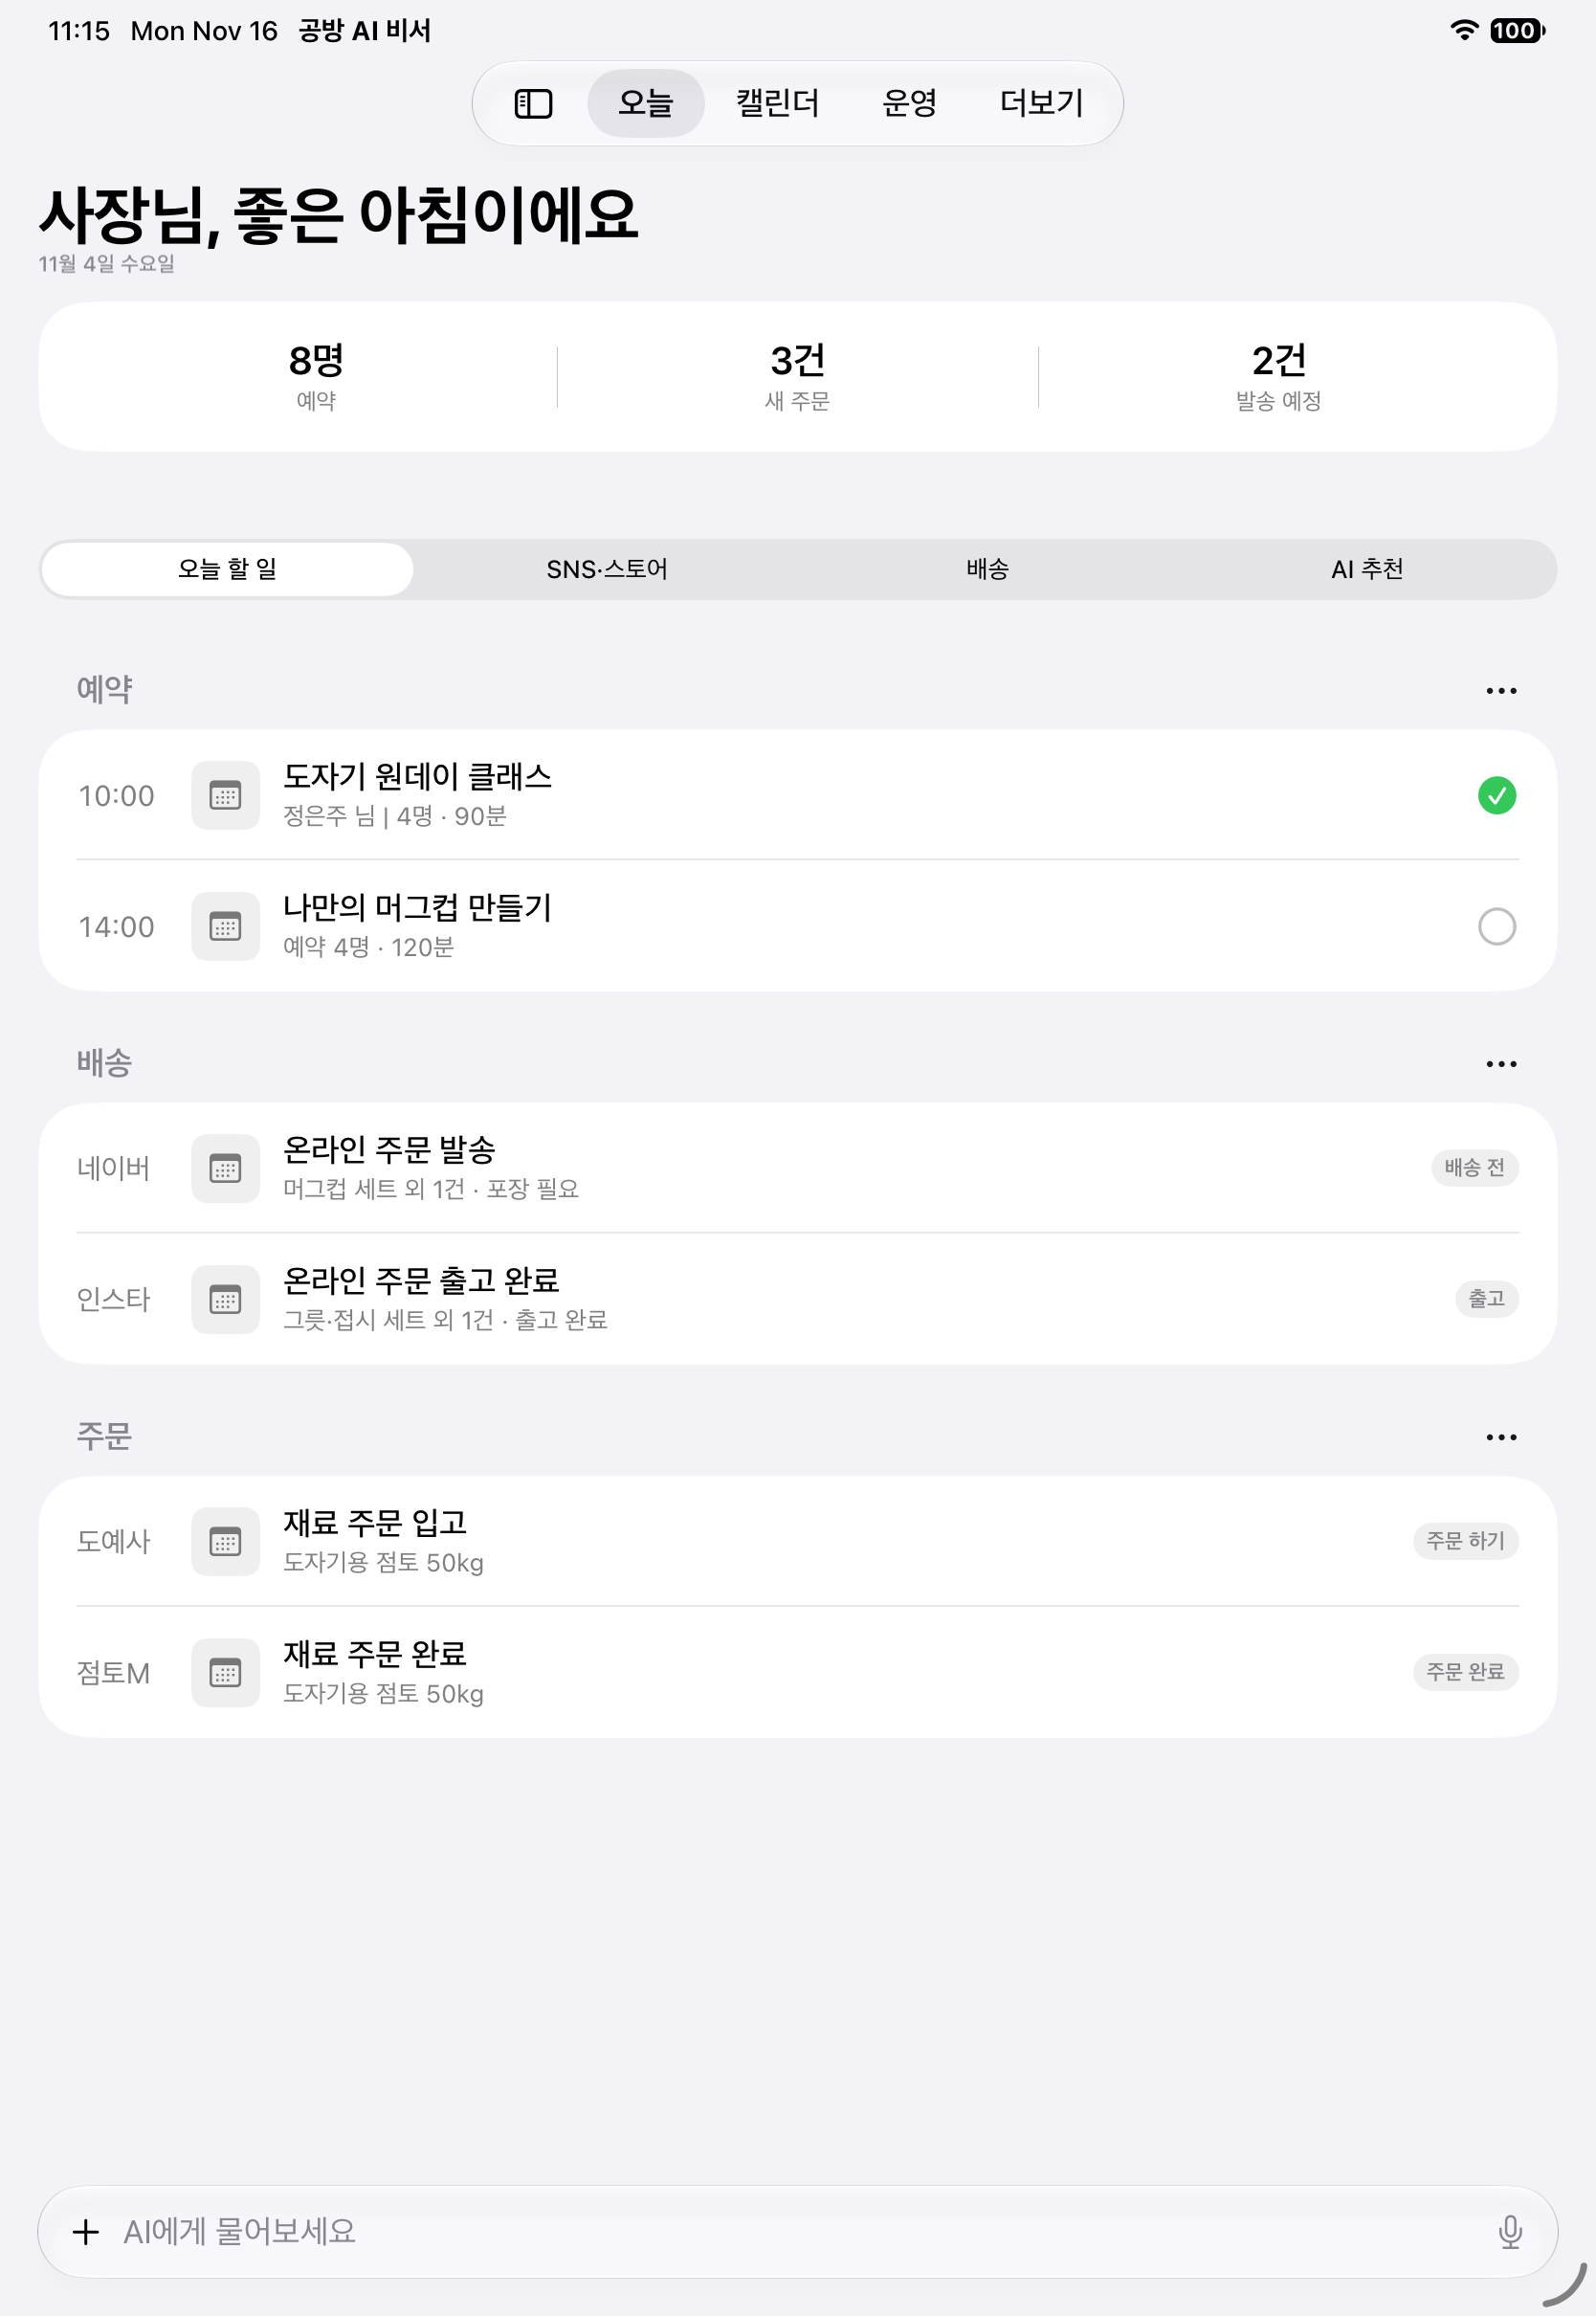 11:15 Mon Nov 16 공방 AI 비서 100
오늘 캘린더 운영 더보기
사장님, 좋은 아침이에요
11월 4일 수요일
8명 3건 2건
예약 새 주문 발송 예정
오늘 할 일 SNS·스토어 배송 AI 추천
예약
도자기 원데이 클래스
10:00
정은주 님 | 4명 · 90분
나만의 머그컵 만들기
14:00
예약 4명 · 120분
배송
온라인 주문 발송
네이버 배송 전
머그컵 세트 외 1건 · 포장 필요
온라인 주문 출고 완료
인스타 출고
그릇·접시 세트 외 1건 · 출고 완료
주문
재료 주문 입고
도예사 주문 하기
도자기용 점토 50kg
재료 주문 완료
점토M 주문 완료
도자기용 점토 50kg
AI에게 물어보세요